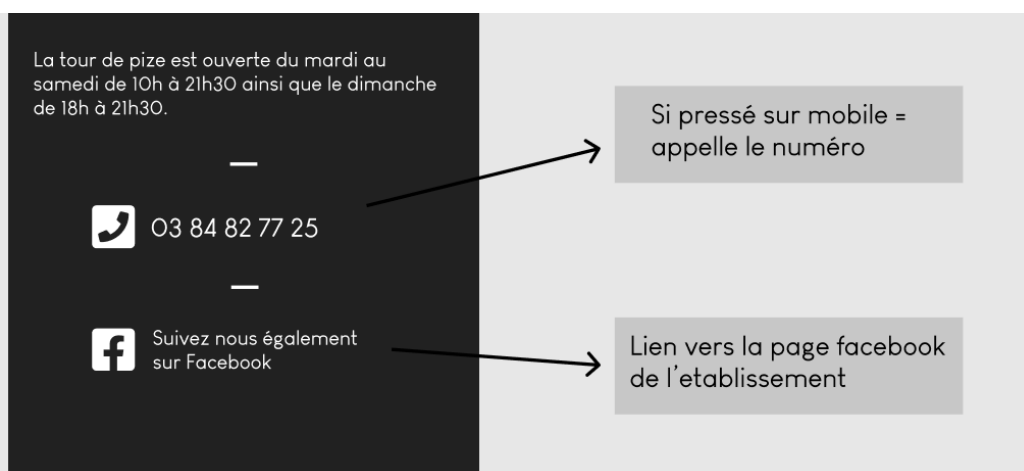 La tour de pize est ouverte du mardi au
samedi de 10h à 21h30 ainsi que le dimanche
de 18h à 21h30.
Si pressé sur mobile =
appelle le numéro
03 84 82 77 25
Suivez nous également
sur Facebook
Lien vers la page facebook
de l'etablissement